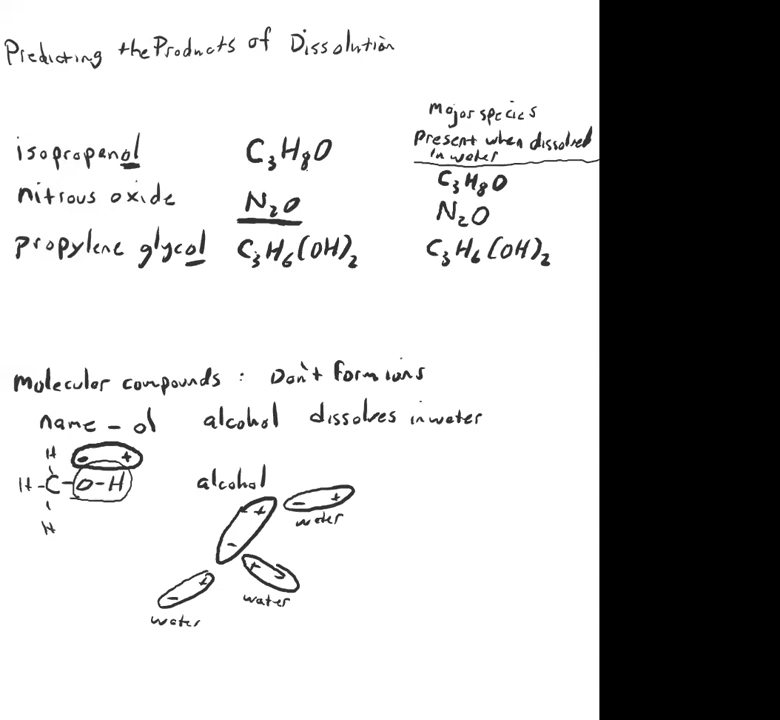 Predicting the Products of Dissolution
Major species
Present when dissolved
in water
isopropanol C₃H₈O C₃H₈O
nitrous oxide N₂O N₂O
propylene glycol C₃H₆(OH)₂ C₃H₆(OH)₂
Molecular compounds : Don't form ions
name - ol alcohol dissolves in water
H - +
H-C-O-H alcohol
H
+ - +
water
- + -
- +
water
water